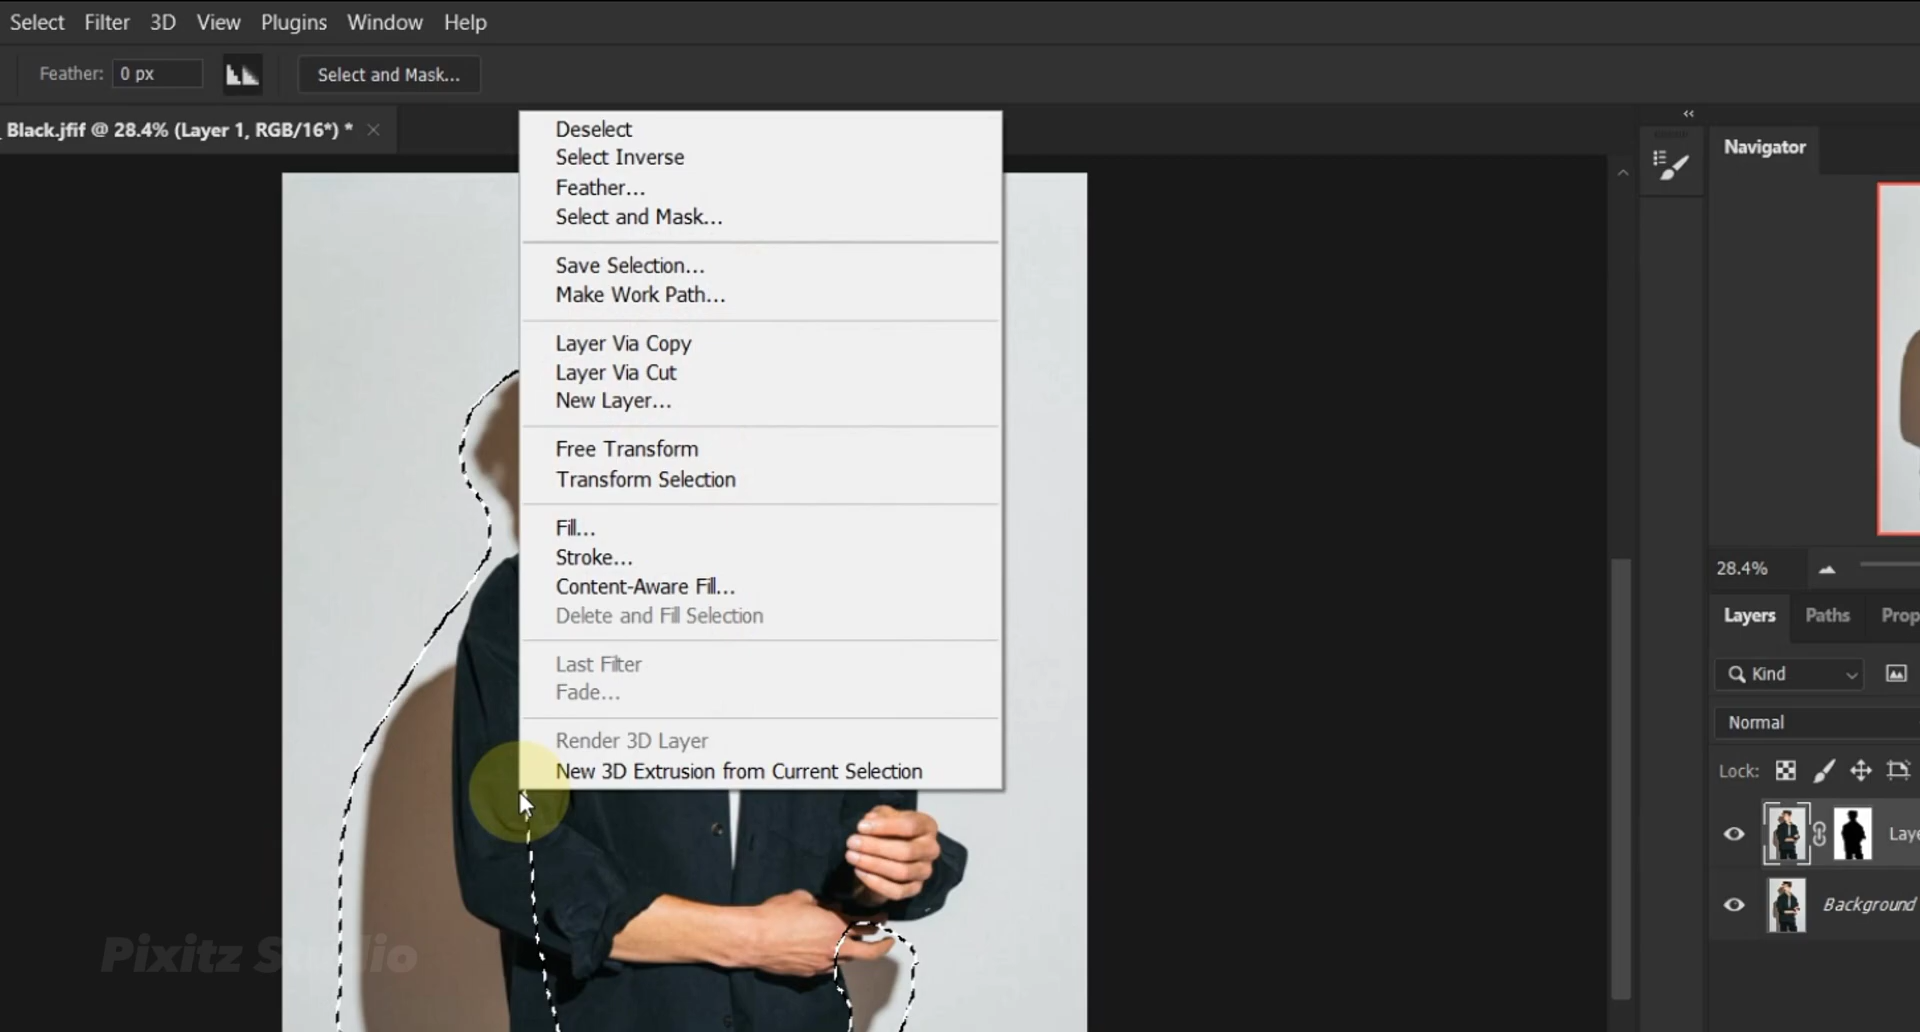 Select Filter 3D View Plugins Window Help
Feather: 0 px Select and Mask...
Black.jfif @ 28.4% (Layer 1, RGB/16*) *
Deselect
Select Inverse
Feather...
Select and Mask...
Save Selection...
Make Work Path...
Layer Via Copy
Layer Via Cut
New Layer...
Free Transform
Transform Selection
Fill...
Stroke...
Content-Aware Fill...
Delete and Fill Selection
Last Filter
Fade...
Render 3D Layer
New 3D Extrusion from Current Selection
Navigator
28.4%
Layers Paths Prop
Kind
Normal
Lock:
Laye
Background
Pixitz Studio